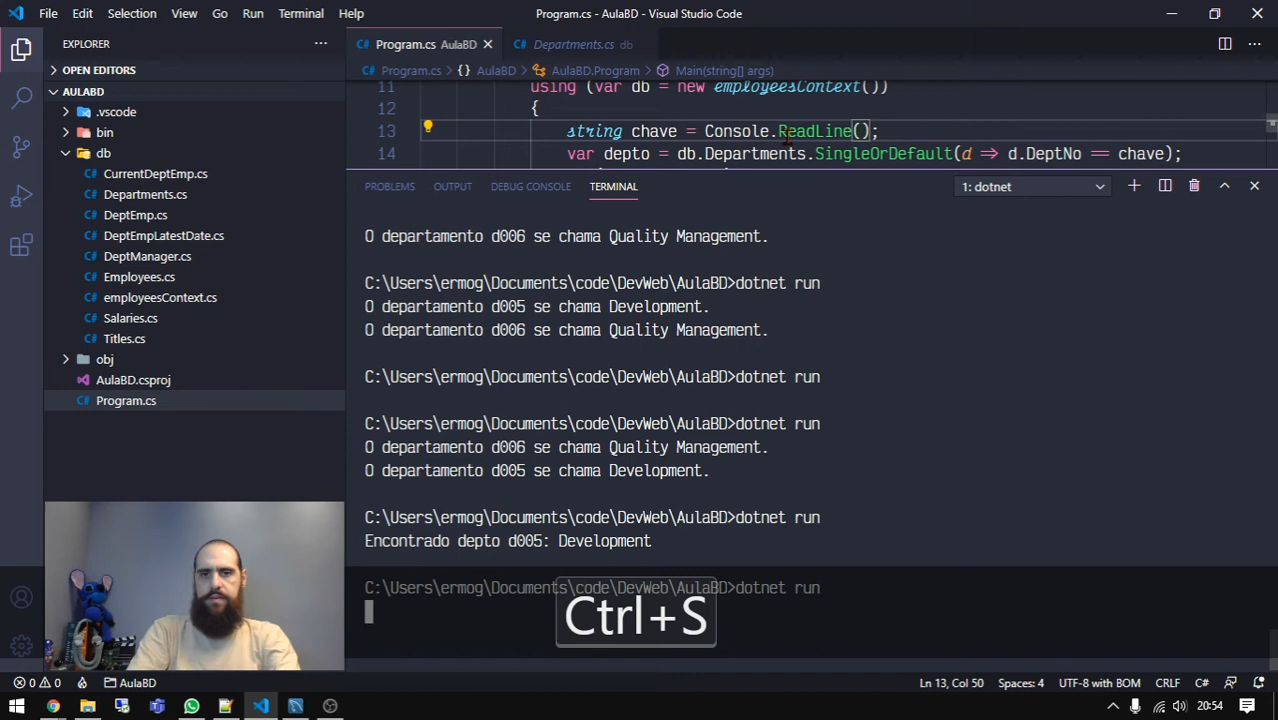 File Edit Selection View Go Run Terminal Help
Program.cs - AulaBD - Visual Studio Code
EXPLORER
OPEN EDITORS
AULABD
.vscode
bin
db
CurrentDeptEmp.cs
Departments.cs
DeptEmp.cs
DeptEmpLatestDate.cs
DeptManager.cs
Employees.cs
employeesContext.cs
Salaries.cs
Titles.cs
obj
AulaBD.csproj
Program.cs
Program.cs AulaBD
Departments.cs db
Program.cs > {} AulaBD > AulaBD.Program > Main(string[] args)
11 using (var db = new employeesContext())
12 {
13 string chave = Console.ReadLine();
14 var depto = db.Departments.SingleOrDefault(d => d.DeptNo == chave);
PROBLEMS OUTPUT DEBUG CONSOLE TERMINAL
1: dotnet
O departamento d006 se chama Quality Management.
C:\Users\ermog\Documents\code\DevWeb\AulaBD>dotnet run
O departamento d005 se chama Development.
O departamento d006 se chama Quality Management.
C:\Users\ermog\Documents\code\DevWeb\AulaBD>dotnet run
C:\Users\ermog\Documents\code\DevWeb\AulaBD>dotnet run
O departamento d006 se chama Quality Management.
O departamento d005 se chama Development.
C:\Users\ermog\Documents\code\DevWeb\AulaBD>dotnet run
Encontrado depto d005: Development
C:\Users\ermog\Documents\code\DevWeb\AulaBD>dotnet run
Ctrl+S
0 0 AulaBD
Ln 13, Col 50 Spaces: 4 UTF-8 with BOM CRLF C#
20:54